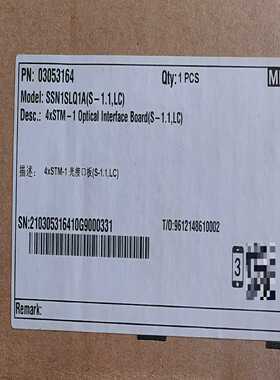 PN: 03053164
Qty: 1 PCS
M
Model: SSN1SLQ1A(S-1.1,LC)
Desc.: 4xSTM-1 Optical Interface Board(S-1.1,LC)
描述: 4xSTM-1 光接口板(S-1.1,LC)
SN:210305316410G9000331
T/D:9612148610002
3
Remark: